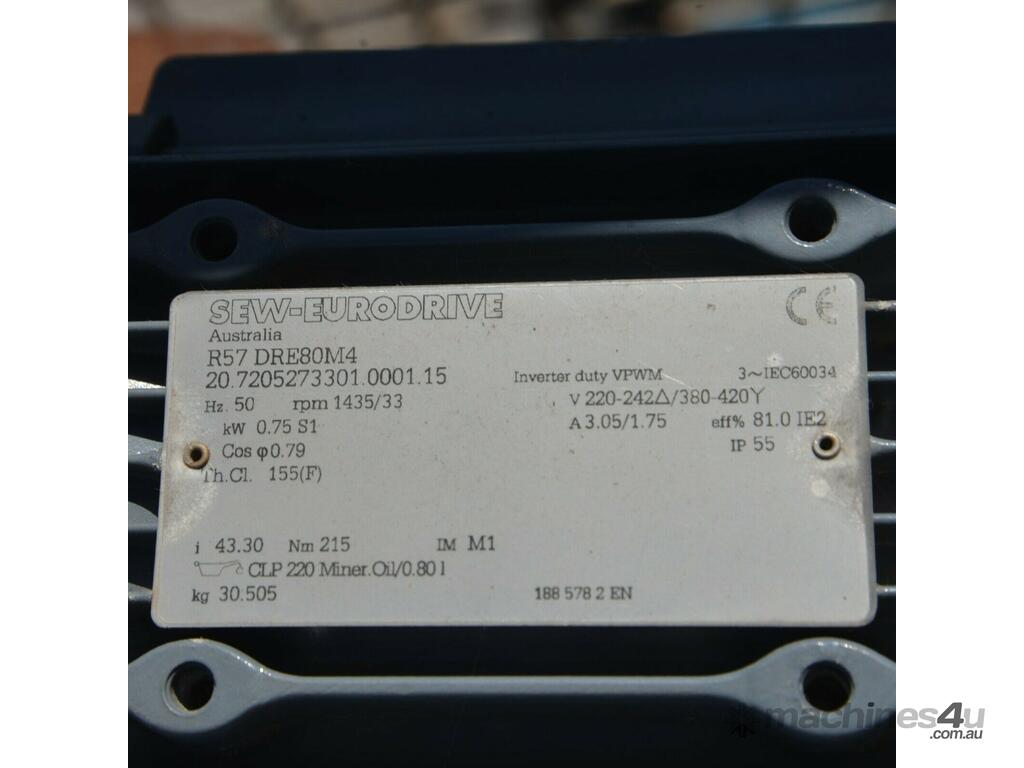 SEW-EURODRIVE CE
Australia
R57 DRE80M4
20.7205273301.0001.15 Inverter duty VPWM 3~IEC60034
Hz. 50 rpm 1435/33 V 220-242Δ/380-420Y
kW 0.75 S1 A 3.05/1.75 eff% 81.0 IE2
Cos φ 0.79 IP 55
Th.Cl. 155(F)
i 43.30 Nm 215 IM M1
CLP 220 Miner.Oil/0.80 l
kg 30.505 188 578 2 EN
machines4u
.com.au